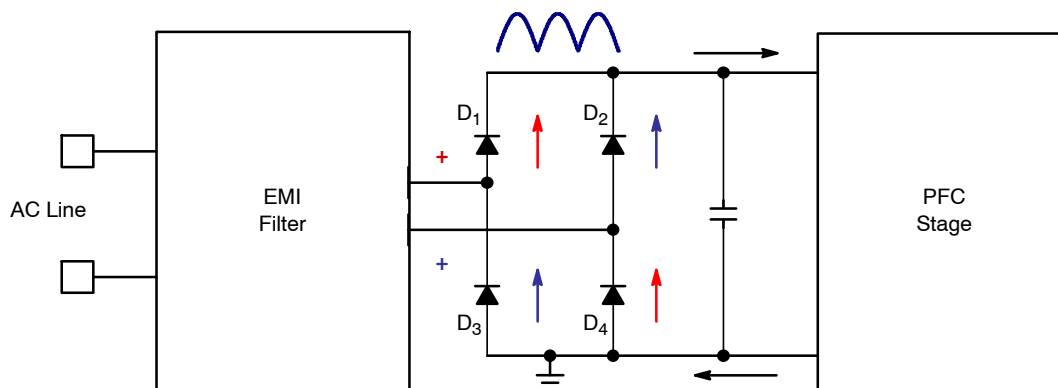 D1
D2
+
AC Line
EMI
Filter
PFC
Stage
+
D3
D4